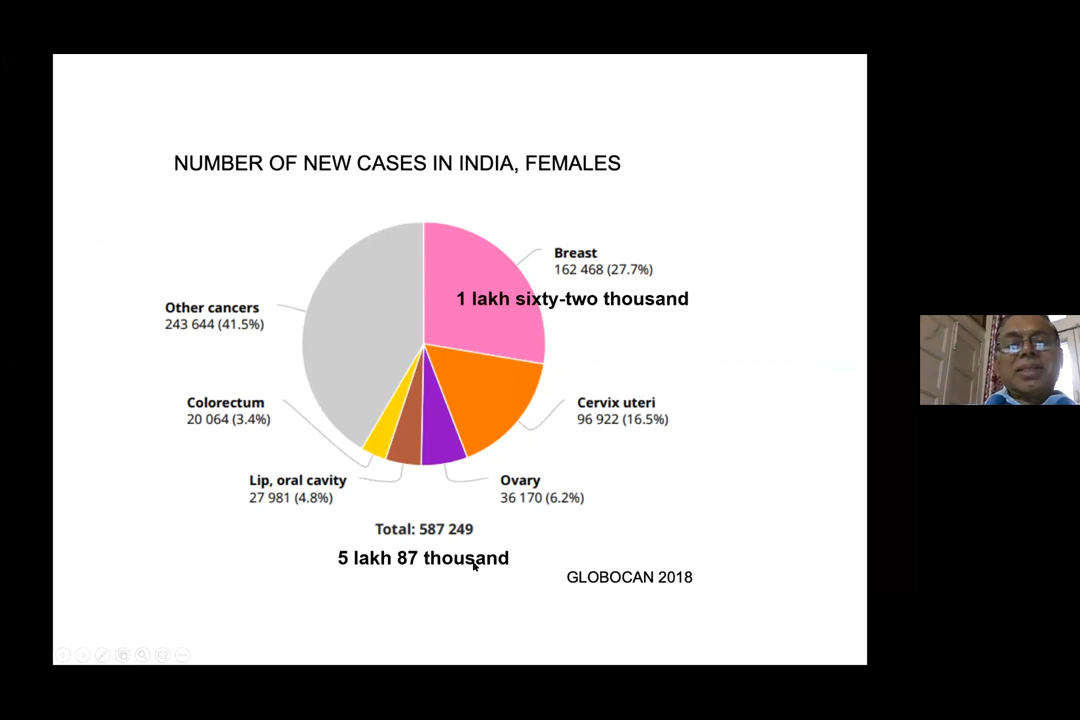 NUMBER OF NEW CASES IN INDIA, FEMALES
Breast
162 468 (27.7%)
1 lakh sixty-two thousand
Other cancers
243 644 (41.5%)
Colorectum
20 064 (3.4%)
Cervix uteri
96 922 (16.5%)
Lip, oral cavity
27 981 (4.8%)
Ovary
36 170 (6.2%)
Total: 587 249
5 lakh 87 thousand
GLOBOCAN 2018